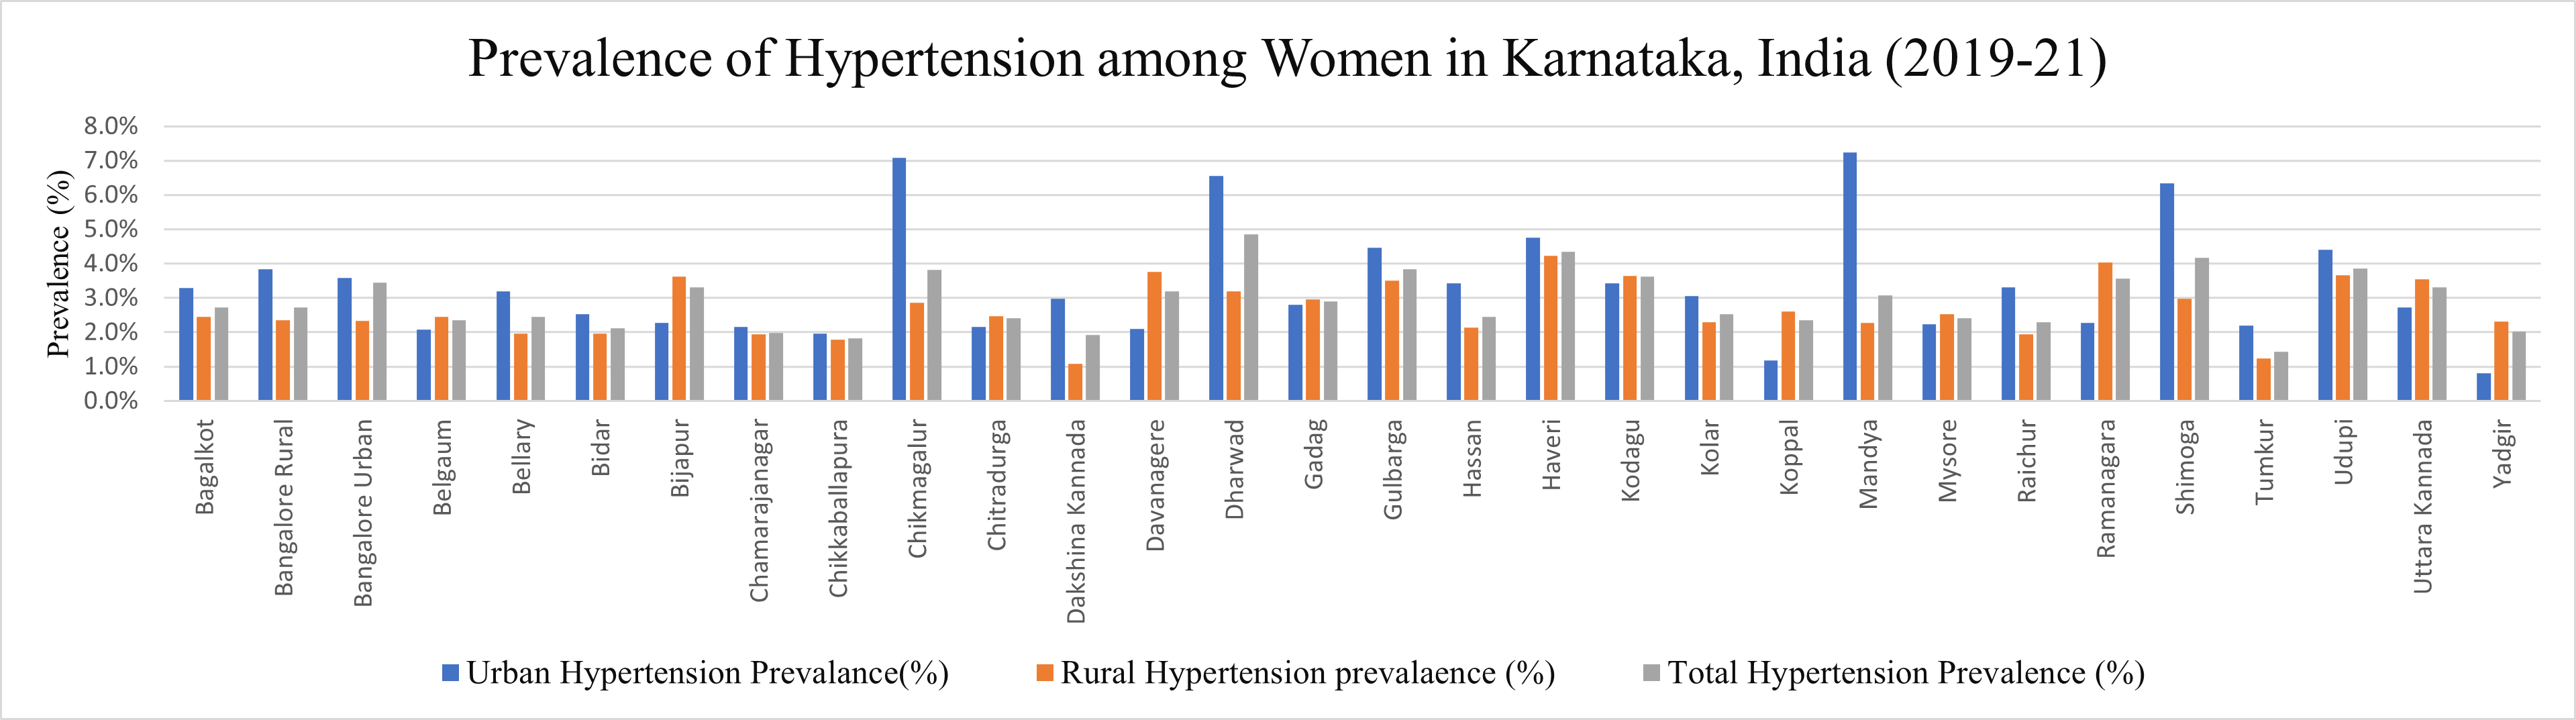 Prevalence of Hypertension among Women in Karnataka, India (2019-21)
Prevalence (%)
8.0%
7.0%
6.0%
5.0%
4.0%
3.0%
2.0%
1.0%
0.0%
Bagalkot
Bangalore Rural
Bangalore Urban
Belgaum
Bellary
Bidar
Bijapur
Chamarajanagar
Chikkaballapura
Chikmagalur
Chitradurga
Dakshina Kannada
Davanagere
Dharwad
Gadag
Gulbarga
Hassan
Haveri
Kodagu
Kolar
Koppal
Mandya
Mysore
Raichur
Ramanagara
Shimoga
Tumkur
Udupi
Uttara Kannada
Yadgir
Urban Hypertension Prevalance(%)
Rural Hypertension prevalaence (%)
Total Hypertension Prevalence (%)